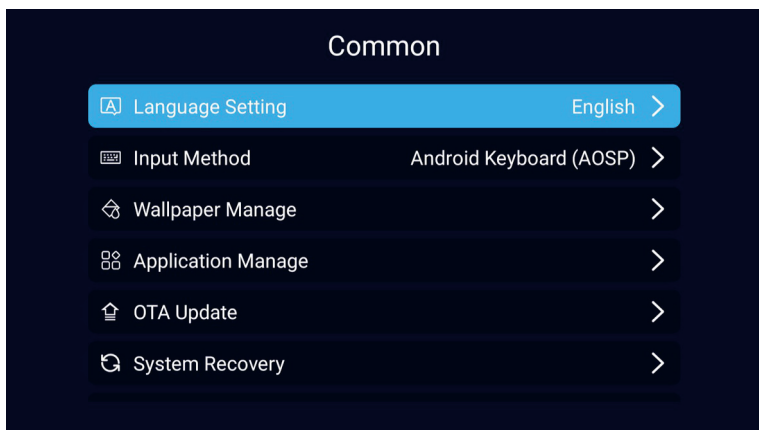 Common
Language Setting English
Input Method Android Keyboard (AOSP)
Wallpaper Manage
Application Manage
OTA Update
System Recovery